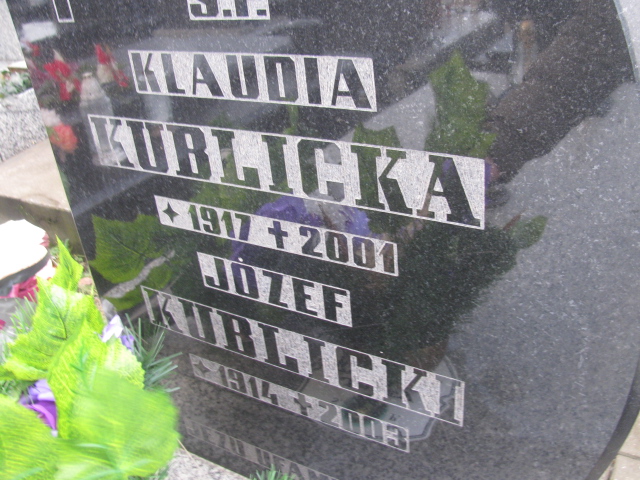 Ś.P.
KLAUDIA
KUBLICKA
✦ 1917 ✝ 2001
JÓZEF
KUBLICKI
✦ 1914 ✝ 2003